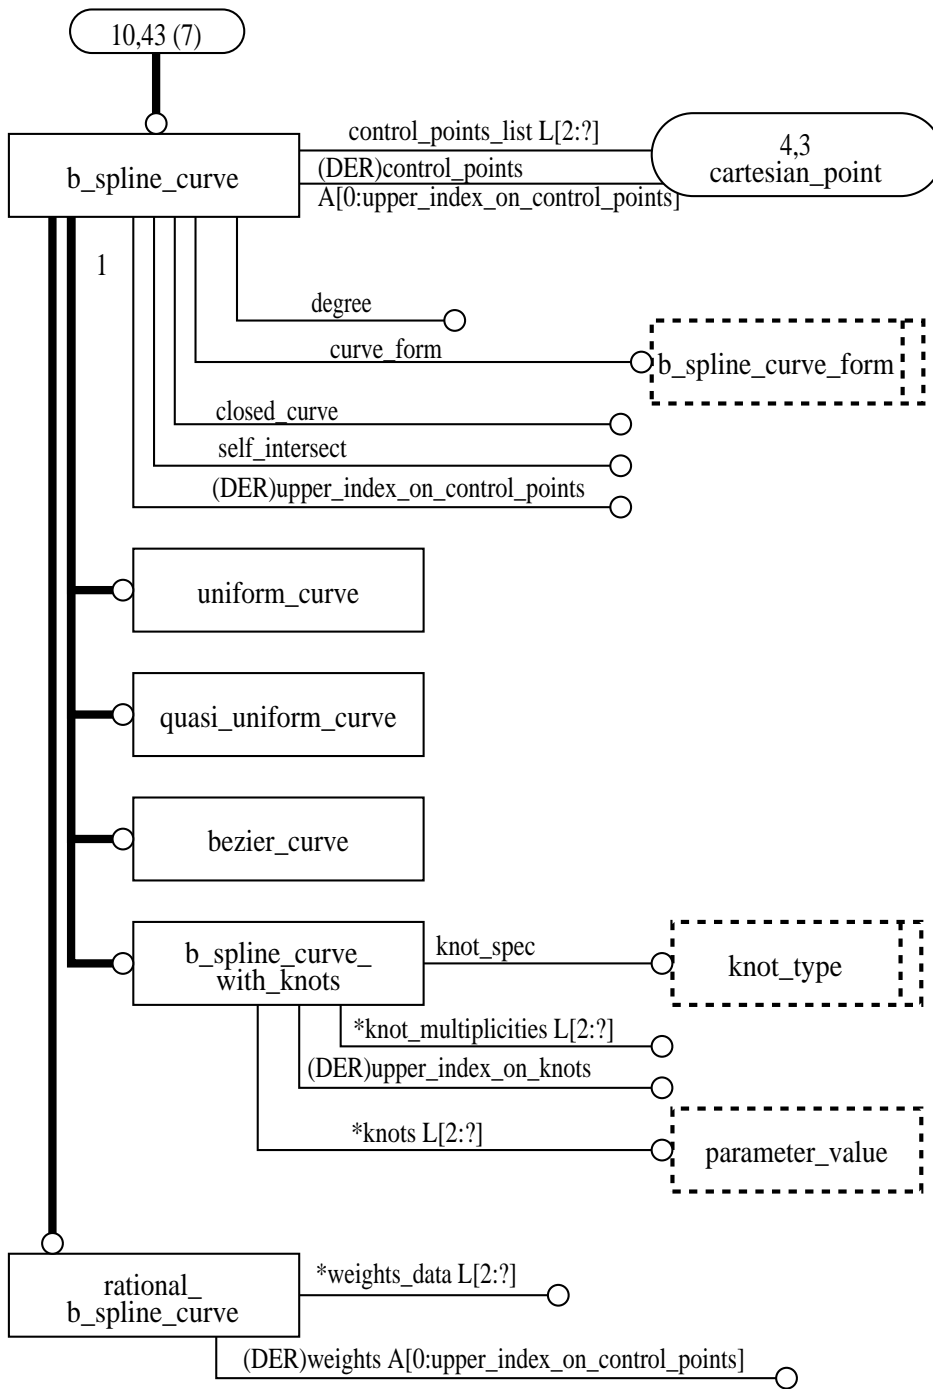 10,43 (7)
control_points_list L[2:?]
4,3
cartesian_point
b_spline_curve
(DER)control_points
A[0:upper_index_on_control_points]
1
degree
curve_form
b_spline_curve_form
closed_curve
self_intersect
(DER)upper_index_on_control_points
uniform_curve
quasi_uniform_curve
bezier_curve
b_spline_curve_
with_knots
knot_spec
knot_type
*knot_multiplicities L[2:?]
(DER)upper_index_on_knots
*knots L[2:?]
parameter_value
rational_
b_spline_curve
*weights_data L[2:?]
(DER)weights A[0:upper_index_on_control_points]